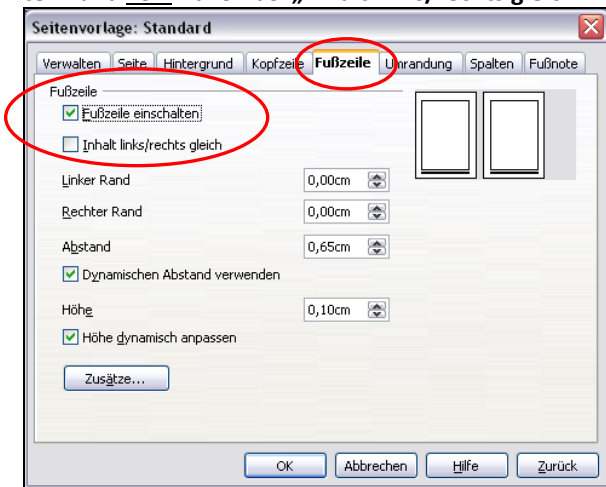 Seitenvorlage: Standard
Verwalten Seite Hintergrund Kopfzeile Fußzeile Umrandung Spalten Fußnote
Fußzeile
Fußzeile einschalten
Inhalt links/rechts gleich
Linker Rand 0,00cm
Rechter Rand 0,00cm
Abstand 0,65cm
Dynamischen Abstand verwenden
Höhe 0,10cm
Höhe dynamisch anpassen
Zusätze...
OK Abbrechen Hilfe Zurück